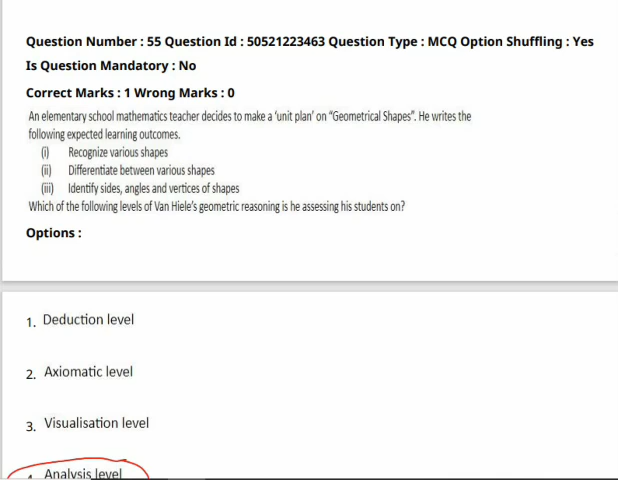 Question Number : 55 Question Id : 50521223463 Question Type : MCQ Option Shuffling : Yes
Is Question Mandatory : No
Correct Marks : 1 Wrong Marks : 0
An elementary school mathematics teacher decides to make a ‘unit plan’ on “Geometrical Shapes”. He writes the
following expected learning outcomes.
(i) Recognize various shapes
(ii) Differentiate between various shapes
(iii) Identify sides, angles and vertices of shapes
Which of the following levels of Van Hiele’s geometric reasoning is he assessing his students on?
Options :
1. Deduction level
2. Axiomatic level
3. Visualisation level
4. Analysis level